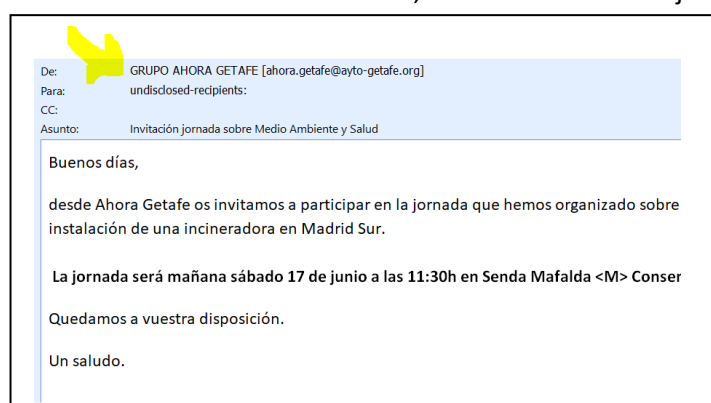 De: GRUPO AHORA GETAFE [ahora.getafe@ayto-getafe.org]
Para: undisclosed-recipients:
CC:
Asunto: Invitación jornada sobre Medio Ambiente y Salud
Buenos días,
desde Ahora Getafe os invitamos a participar en la jornada que hemos organizado sobre
instalación de una incineradora en Madrid Sur.
La jornada será mañana sábado 17 de junio a las 11:30h en Senda Mafalda <M> Conser
Quedamos a vuestra disposición.
Un saludo.